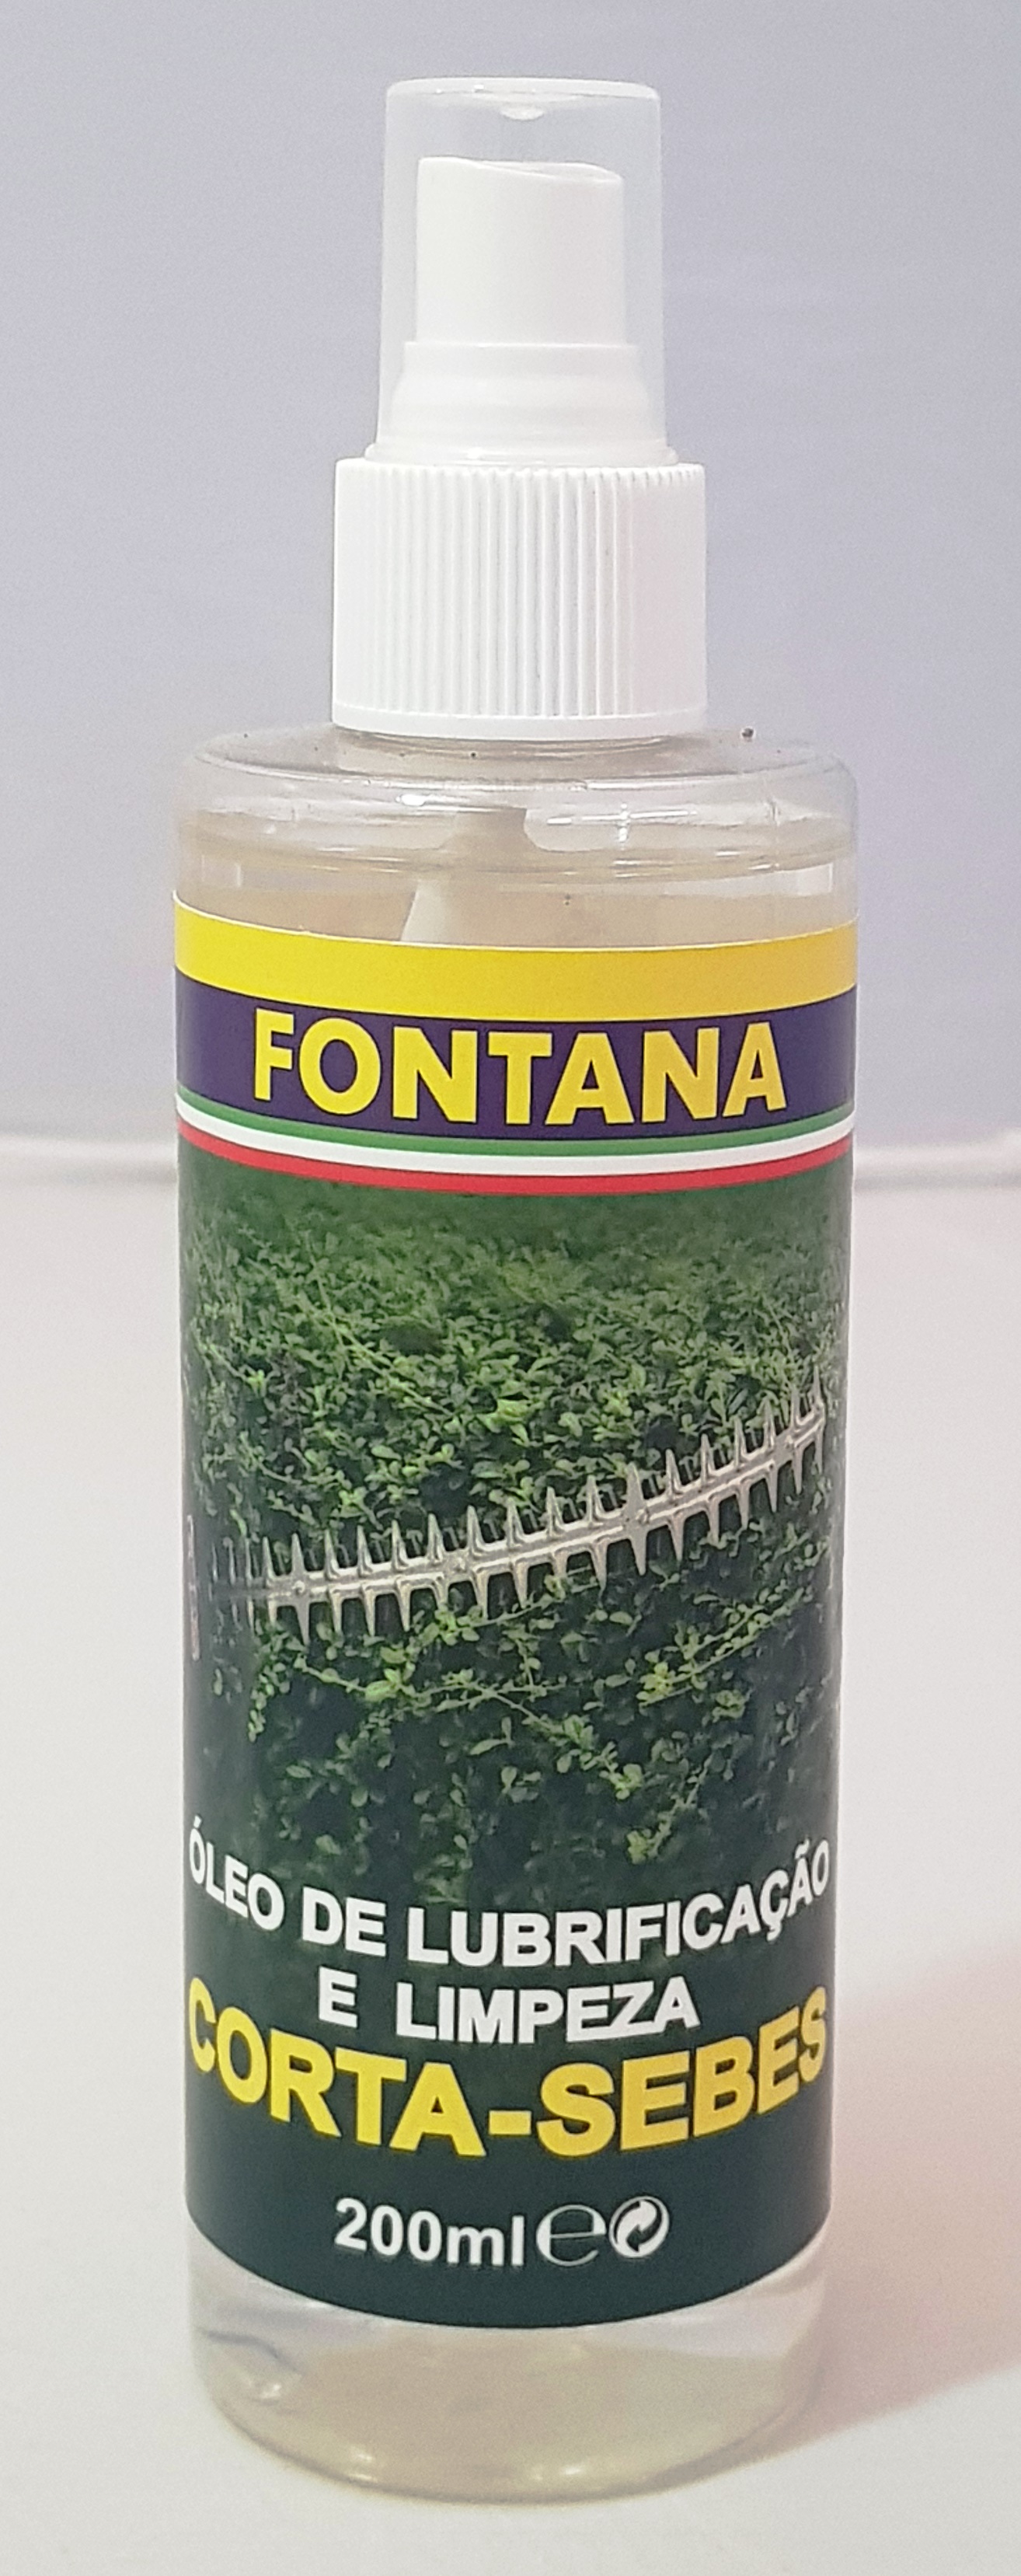 FONTANA
ÓLEO DE LUBRIFICAÇÃO
E LIMPEZA
CORTA-SEBES
200ml ℮